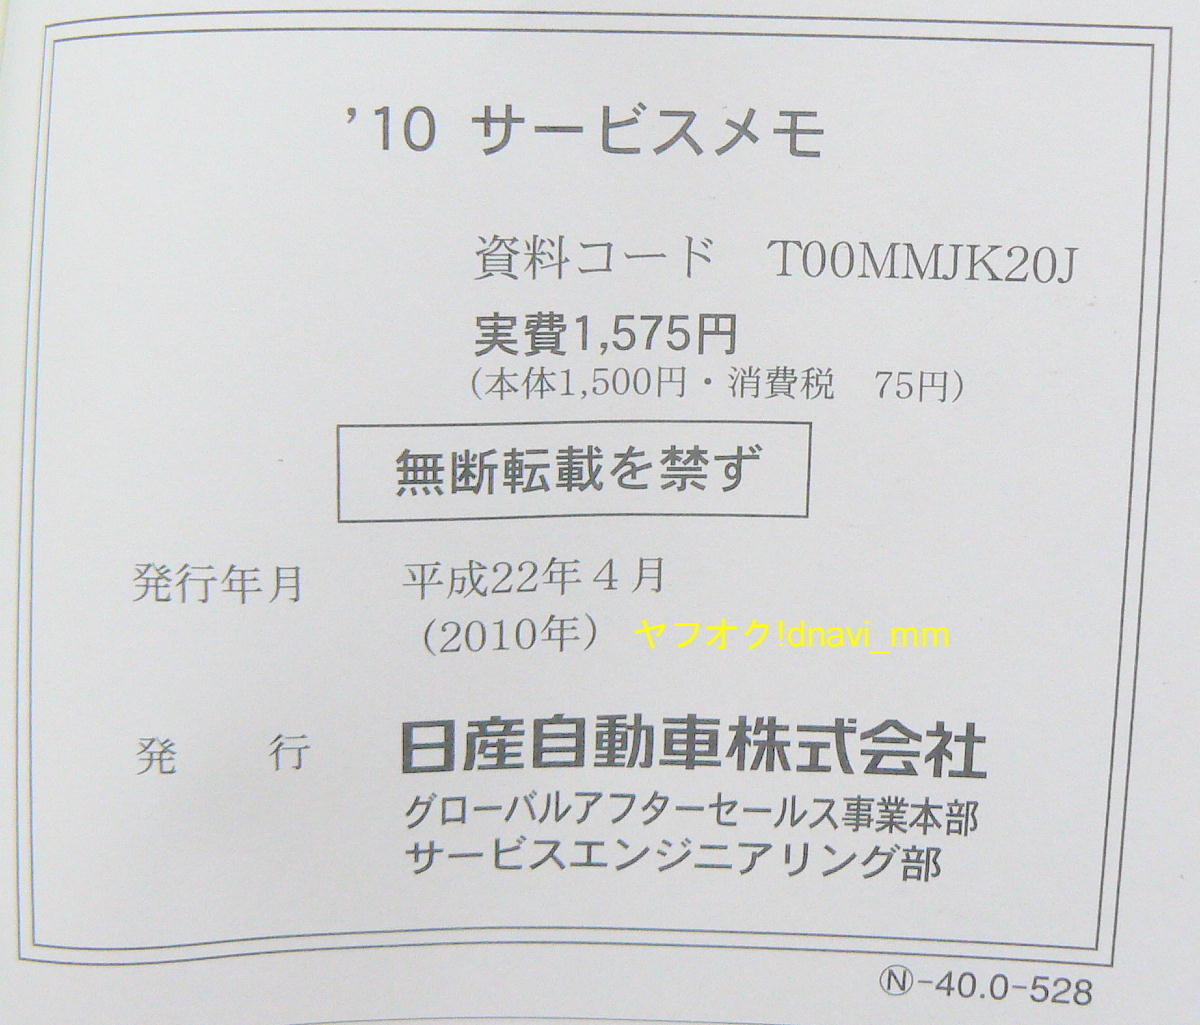 ’10 サービスメモ
資料コード　T00MMJK20J
実費1,575円
(本体1,500円・消費税　75円)
無断転載を禁ず
発行年月　平成22年４月
(2010年)　ヤフオク!dnavi_mm
発　行　日産自動車株式会社
グローバルアフターセールス事業本部
サービスエンジニアリング部
Ⓝ-40.0-528